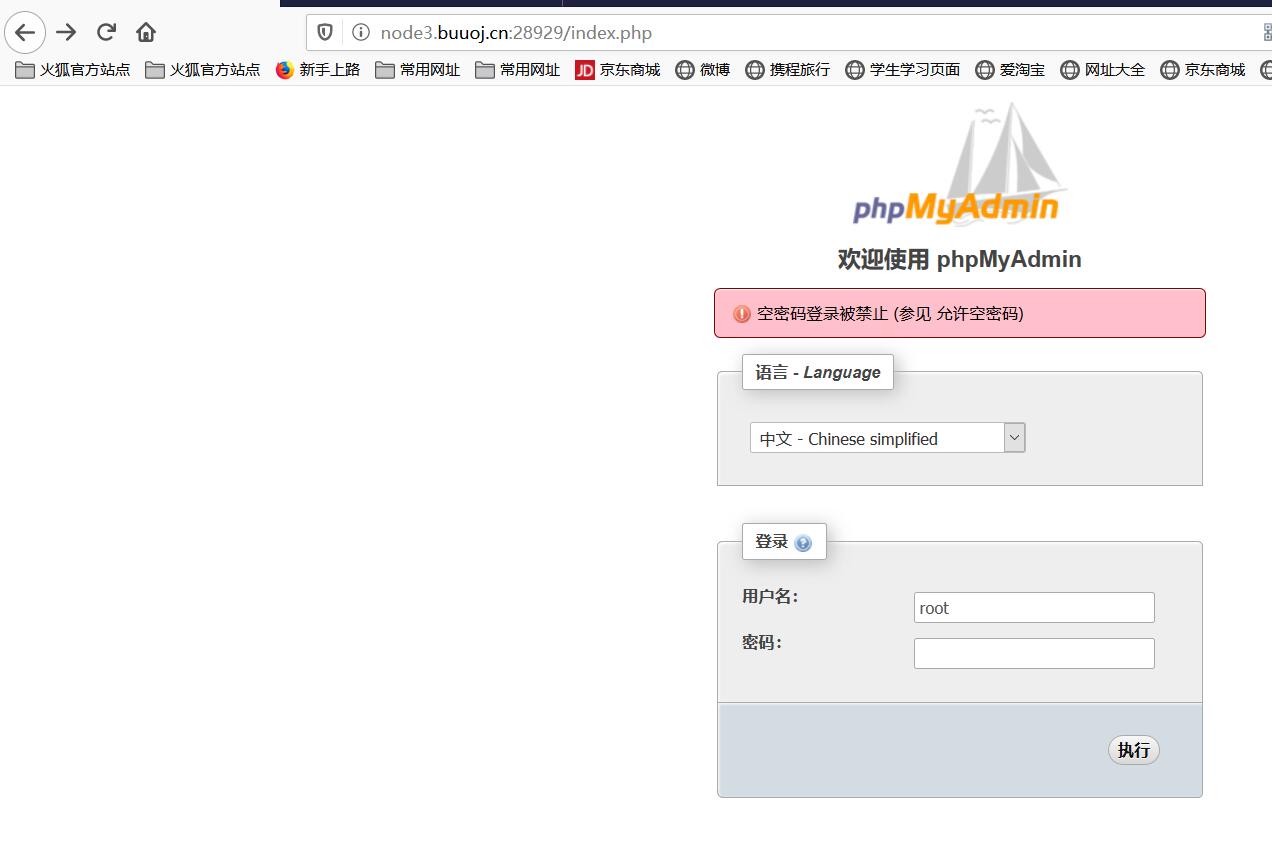 node3.buuoj.cn:28929/index.php
火狐官方站点 火狐官方站点 新手上路 常用网址 常用网址 JD 京东商城 微博 携程旅行 学生学习页面 爱淘宝 网址大全 京东商城
phpMyAdmin
欢迎使用 phpMyAdmin
空密码登录被禁止 (参见 允许空密码)
语言 - Language
中文 - Chinese simplified
登录
用户名：
root
密码：
执行